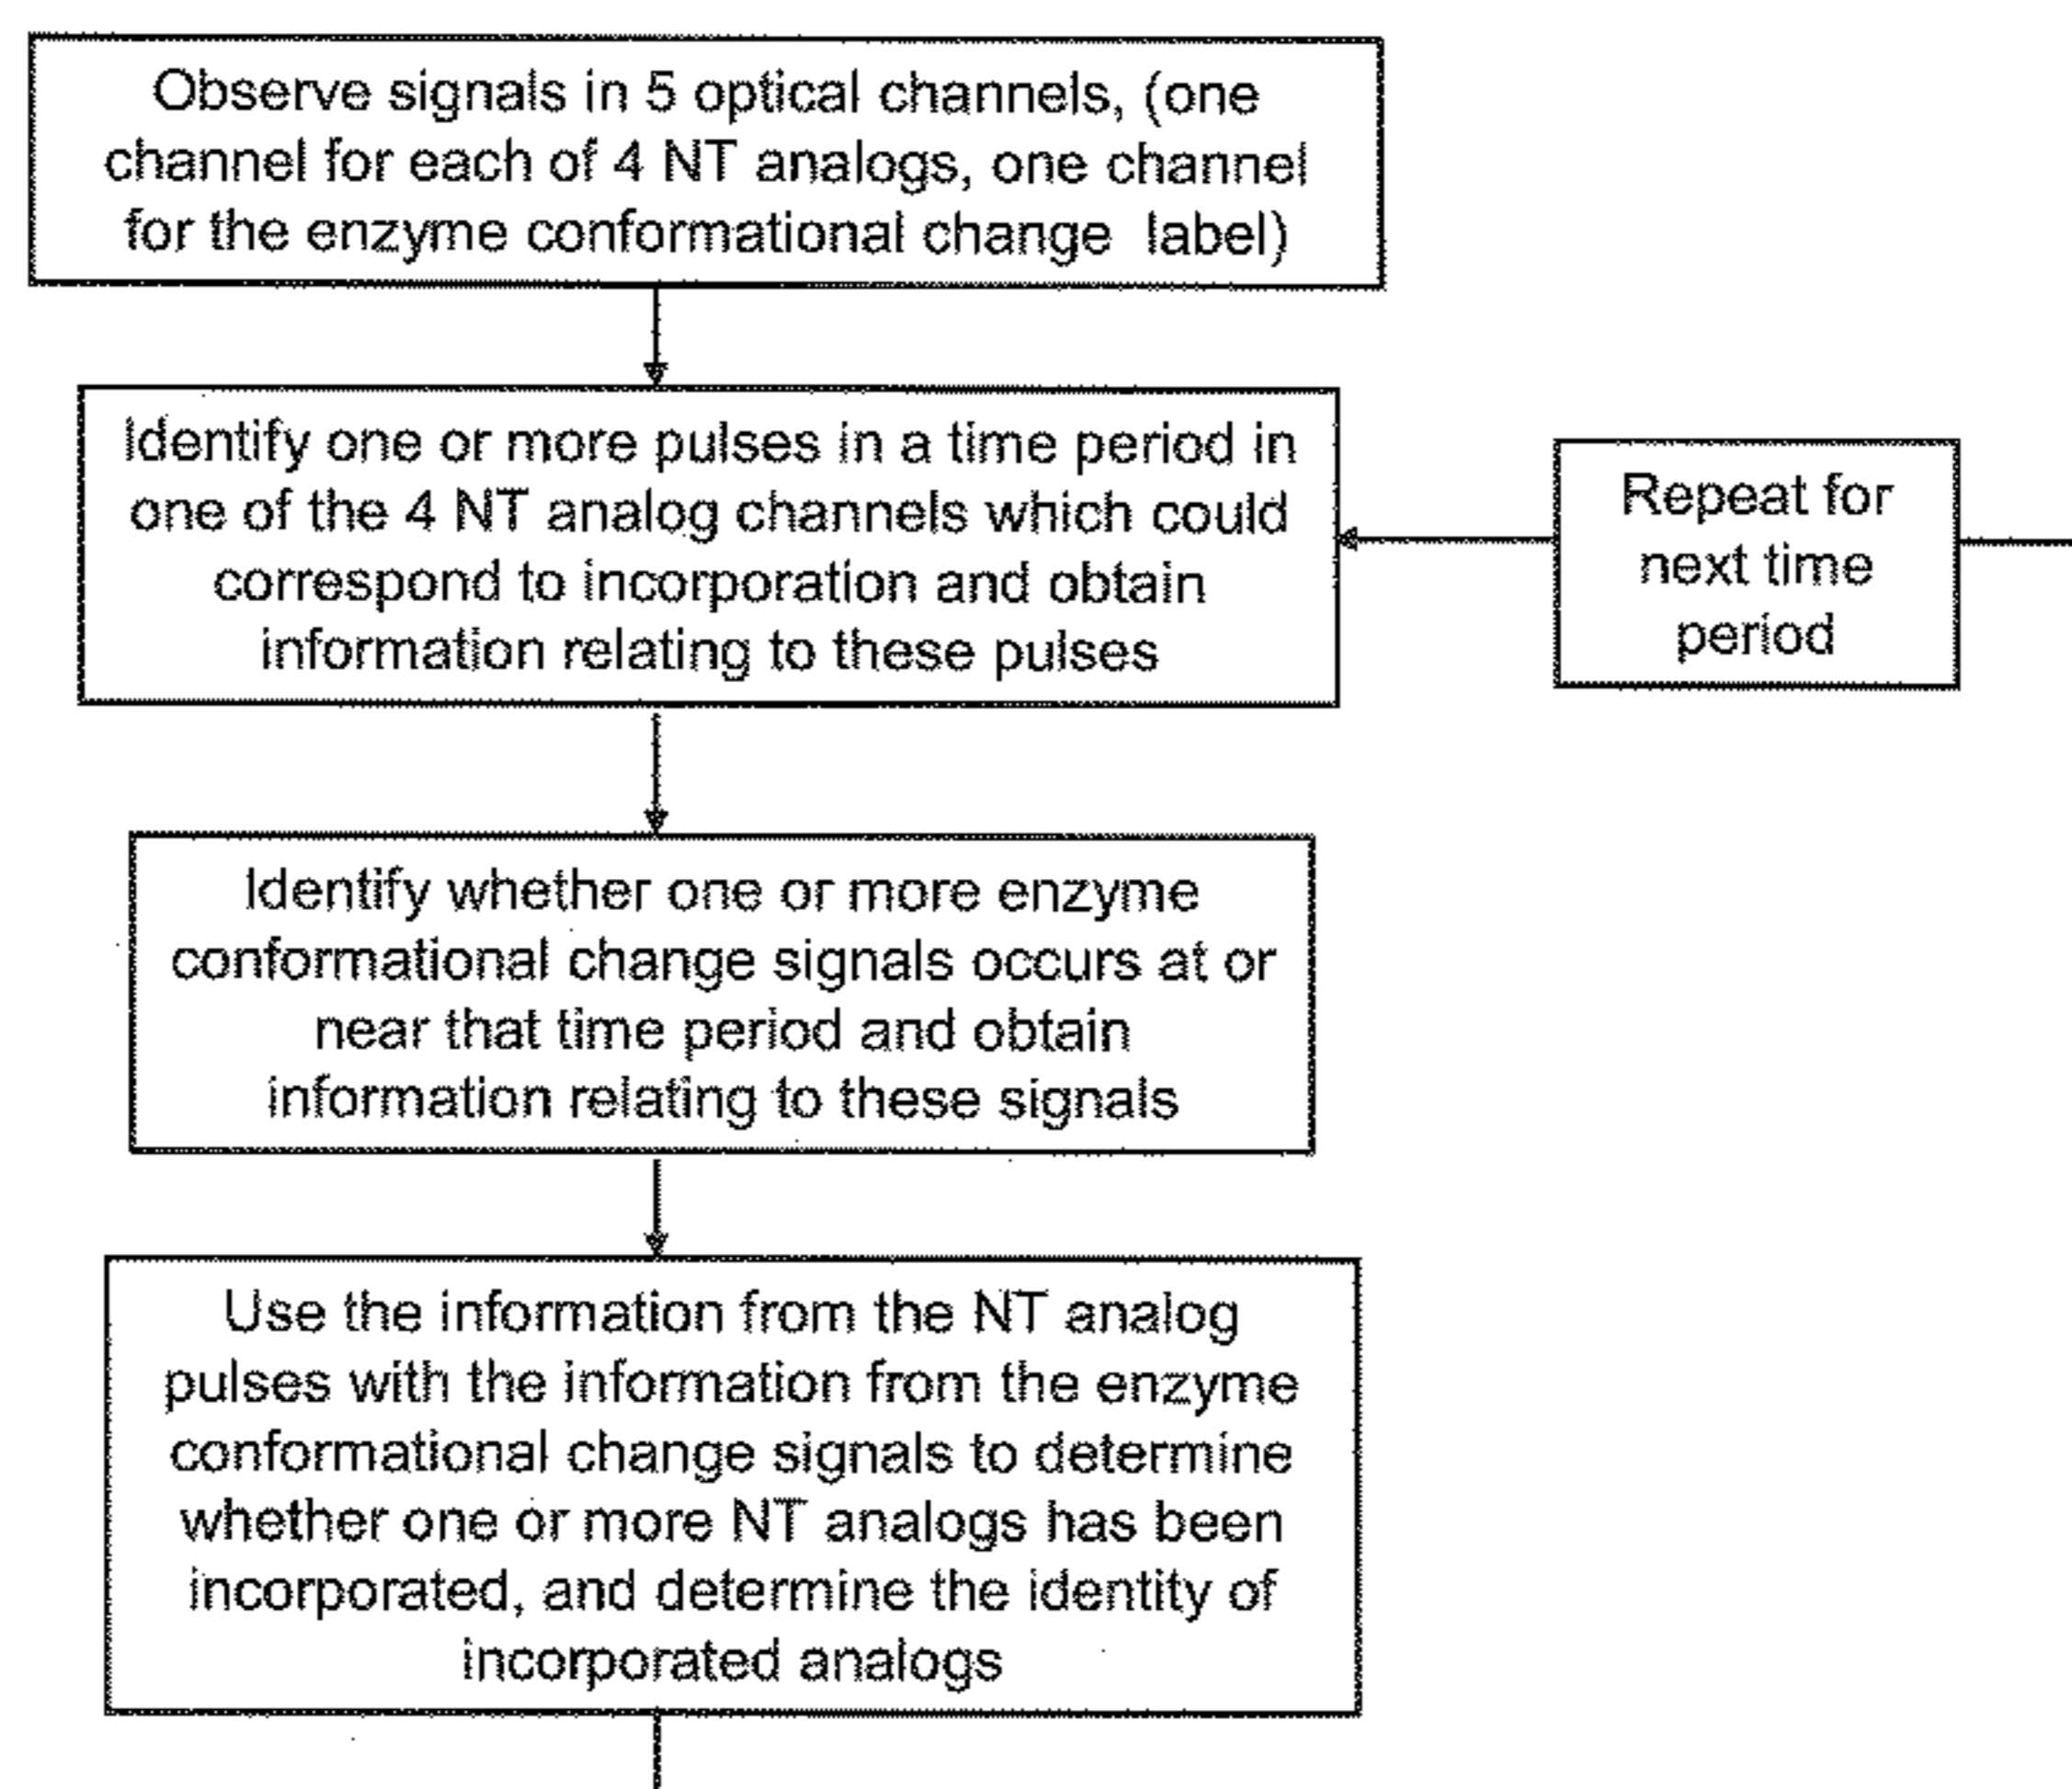 Observe signals in 5 optical channels, (one
channel for each of 4 NT analogs, one channel
for the enzyme conformational change label)
Identify one or more pulses in a time period in
one of the 4 NT analog channels which could
correspond to incorporation and obtain
information relating to these pulses
Repeat for
next time
period
Identify whether one or more enzyme
conformational change signals occurs at or
near that time period and obtain
information relating to these signals
Use the information from the NT analog
pulses with the information from the enzyme
conformational change signals to determine
whether one or more NT analogs has been
incorporated, and determine the identity of
incorporated analogs